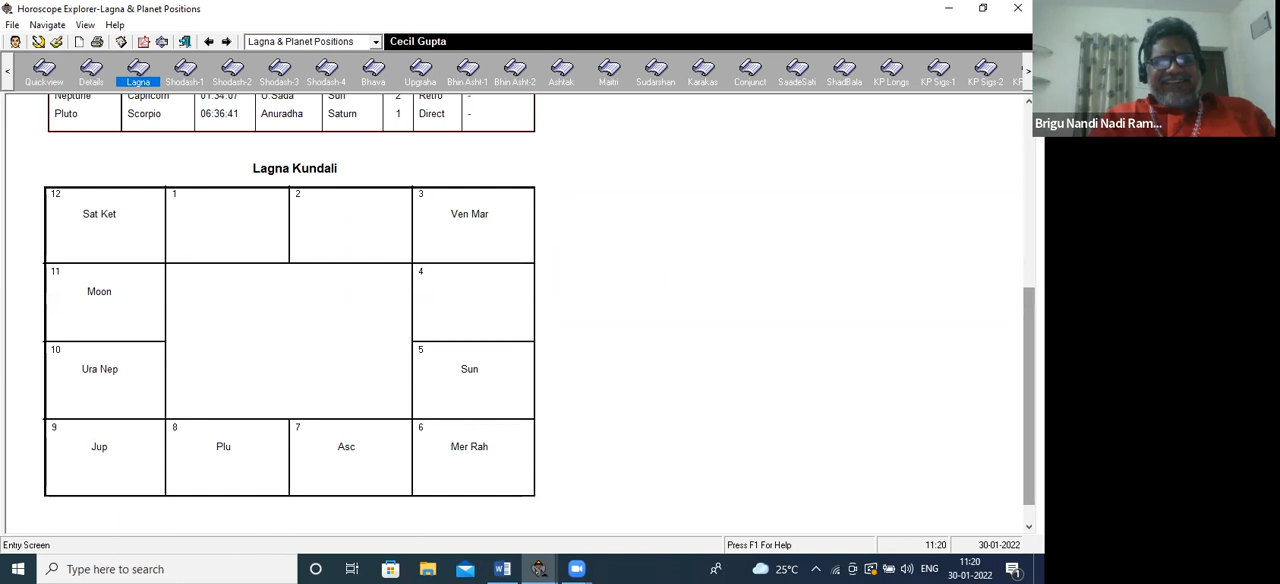 Horoscope Explorer-Lagna & Planet Positions
File Navigate View Help
Lagna & Planet Positions Cecil Gupta
< Quickview Details Lagna Shodash-1 Shodash-2 Shodash-3 Shodash-4 Bhava Varshaphal Upgraha Bhin Asht-1 Bhin Asht-2 Ashtak Maitri Sudarshan Karakas Conjunct SaadeSati ShadBala KP Longs KP Sigs-1 KP Sigs-2 >
Neptune Capricorn 01:34:07 U.Sada Sun 2 Retro -
Pluto Scorpio 06:36:41 Anuradha Saturn 1 Direct -
Lagna Kundali
12 1 2 3
Sat Ket Ven Mar
11 4
Moon
10 5
Ura Nep Sun
9 8 7 6
Jup Plu Asc Mer Rah
Brigu Nandi Nadi Ram...
Entry Screen Press F1 For Help 11:20 30-01-2022
Type here to search 25°C ENG 11:20
30-01-2022